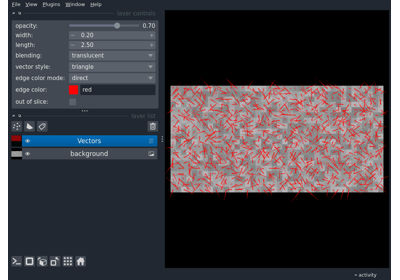 File View Plugins Window Help
layer controls
opacity: 0.70
width: 0.20
length: 2.50
blending: translucent
vector style: triangle
edge color mode: direct
edge color: red
out of slice:
layer list
Vectors
background
activity